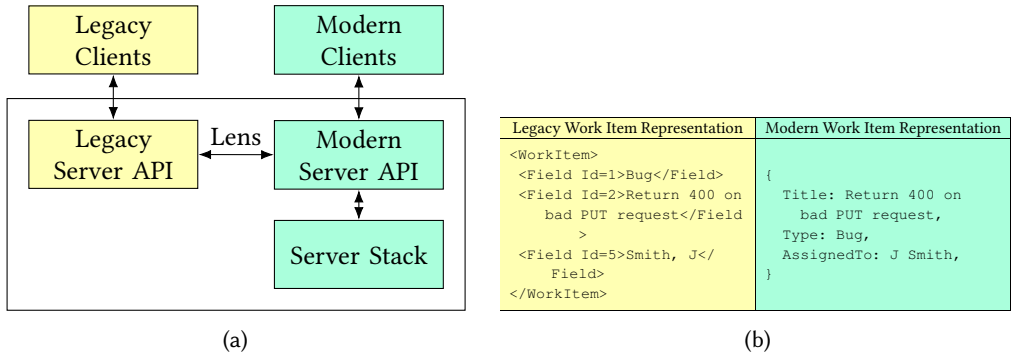 Legacy
Clients
Modern
Clients
Legacy
Server API
Lens
Modern
Server API
Server Stack
(a)
Legacy Work Item Representation
<WorkItem>
<Field Id=1>Bug</Field>
<Field Id=2>Return 400 on
bad PUT request</Field
>
<Field Id=5>Smith, J</
Field>
</WorkItem>
Modern Work Item Representation
{
Title: Return 400 on
bad PUT request,
Type: Bug,
AssignedTo: J Smith,
}
(b)